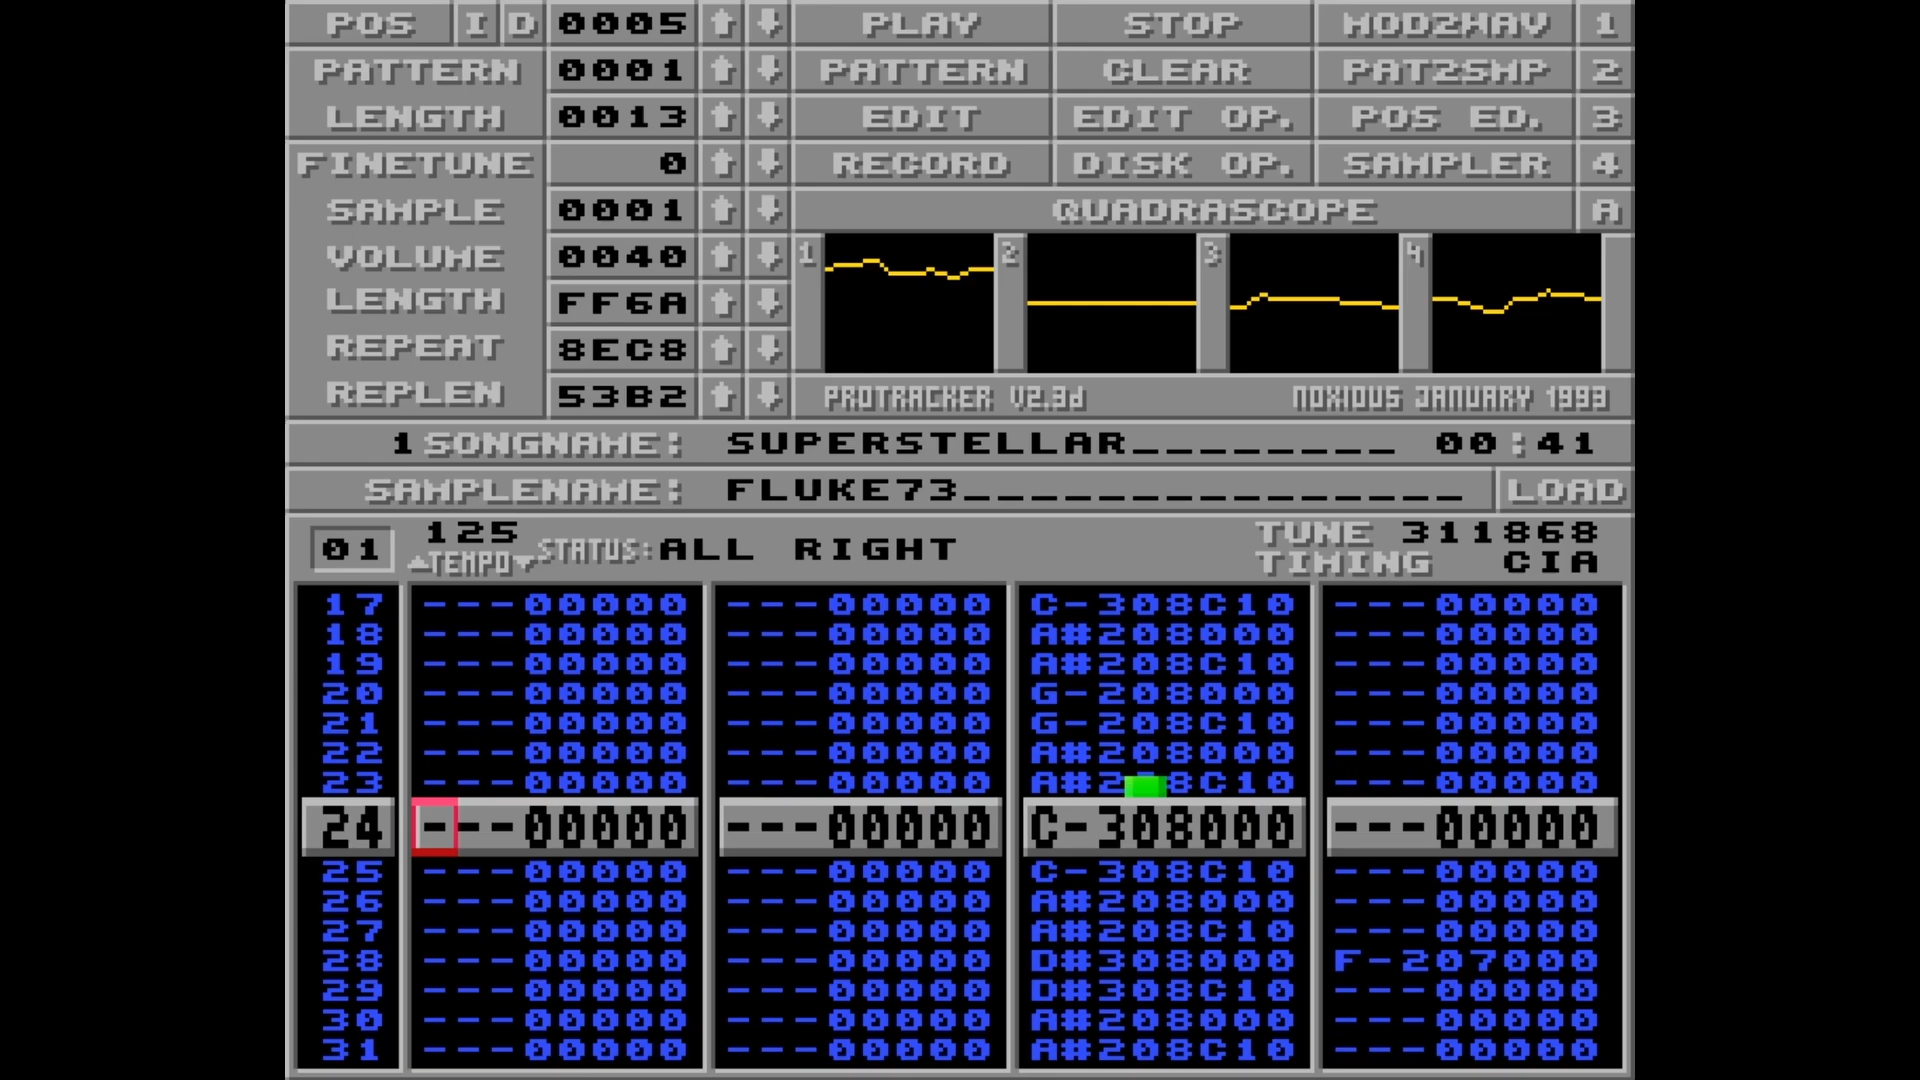 POS I D 0005 PLAY STOP MOD2WAV 1
PATTERN 0001 PATTERN CLEAR PAT2SMP 2
LENGTH 0013 EDIT EDIT OP. POS ED. 3
FINETUNE 0 RECORD DISK OP. SAMPLER 4
SAMPLE 0001 QUADRASCOPE A
VOLUME 0040 1 2 3 4
LENGTH FF6A
REPEAT 8EC8
REPLEN 53B2 PROTRACKER V2.3d NOXIOUS JANUARY 1993
1 SONGNAME: SUPERSTELLAR________ 00:41
SAMPLENAME: FLUKE73_______________ LOAD
01 125 TEMPO STATUS: ALL RIGHT TUNE 311868
TIMING CIA
17 ---00000 ---00000 C-308C10 ---00000
18 ---00000 ---00000 A#208000 ---00000
19 ---00000 ---00000 A#208C10 ---00000
20 ---00000 ---00000 G-208000 ---00000
21 ---00000 ---00000 G-208C10 ---00000
22 ---00000 ---00000 A#208000 ---00000
23 ---00000 ---00000 A#208C10 ---00000
24 ---00000 ---00000 C-308000 ---00000
25 ---00000 ---00000 C-308C10 ---00000
26 ---00000 ---00000 A#208000 ---00000
27 ---00000 ---00000 A#208C10 ---00000
28 ---00000 ---00000 D#308000 F-207000
29 ---00000 ---00000 D#308C10 ---00000
30 ---00000 ---00000 A#208000 ---00000
31 ---00000 ---00000 A#208C10 ---00000